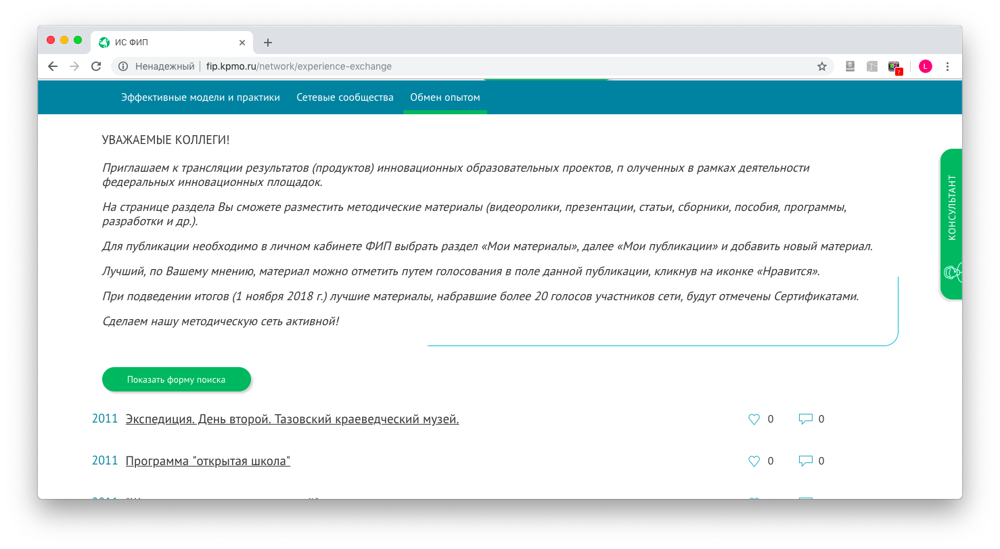 ИС ФИП
Ненадежный
fip.kpmo.ru/network/experience-exchange
?
L
Эффективные модели и практики Сетевые сообщества Обмен опытом
УВАЖАЕМЫЕ КОЛЛЕГИ!
Приглашаем к трансляции результатов (продуктов) инновационных образовательных проектов, п олученных в рамках деятельности
федеральных инновационных площадок.
На странице раздела Вы сможете разместить методические материалы (видеоролики, презентации, статьи, сборники, пособия, программы,
разработки и др.).
Для публикации необходимо в личном кабинете ФИП выбрать раздел «Мои материалы», далее «Мои публикации» и добавить новый материал.
Лучший, по Вашему мнению, материал можно отметить путем голосования в поле данной публикации, кликнув на иконке «Нравится».
При подведении итогов (1 ноября 2018 г.) лучшие материалы, набравшие более 20 голосов участников сети, будут отмечены Сертификатами.
Сделаем нашу методическую сеть активной!
КОНСУЛЬТАНТ
Показать форму поиска
2011 Экспедиция. День второй. Тазовский краеведческий музей. 0 0
2011 Программа "открытая школа" 0 0
2011